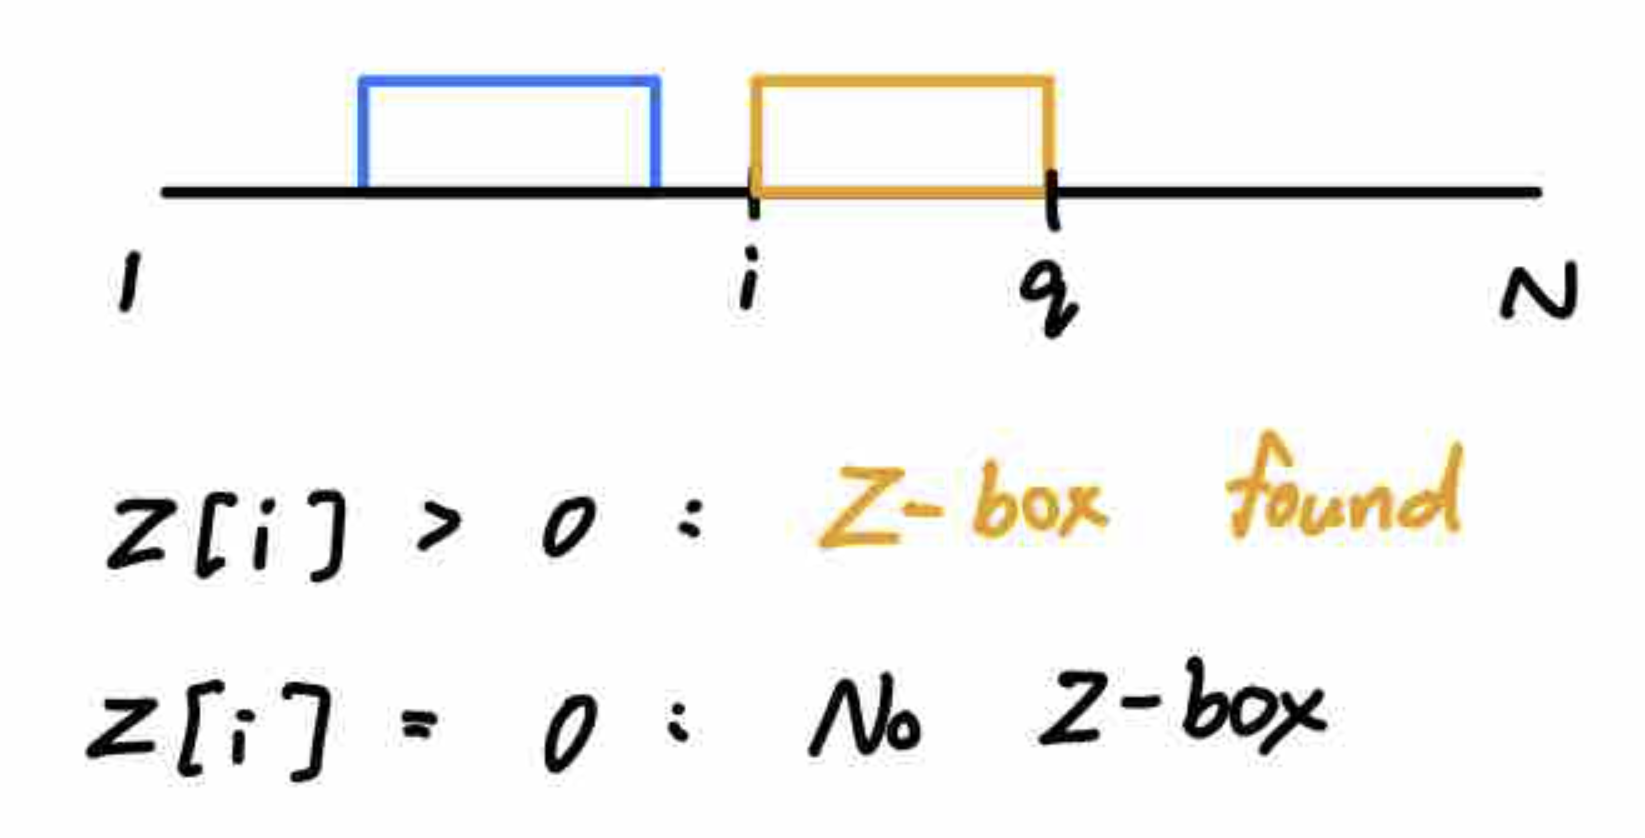 1 i q N
Z[i] > 0 : Z-box found
Z[i] = 0 : No Z-box